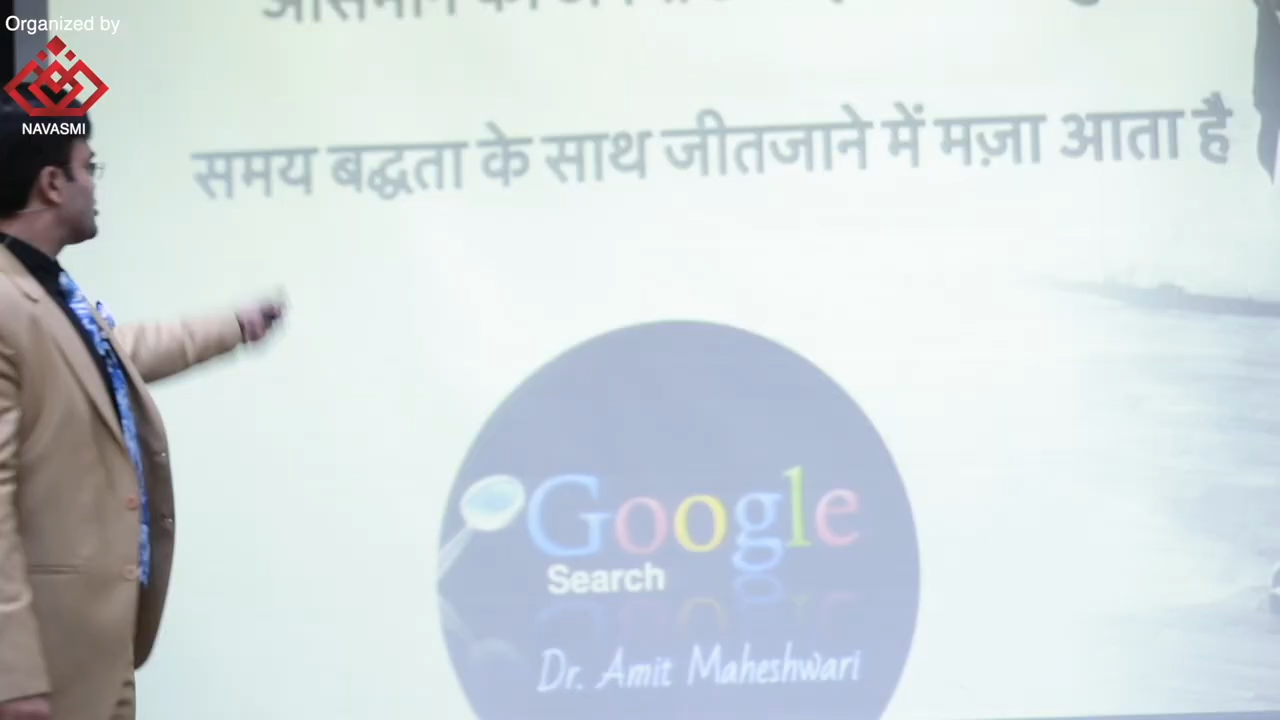 Organized by
NAVASMI
समय बद्धता के साथ जीतजाने में मज़ा आता है
Google
Search
Dr. Amit Maheshwari